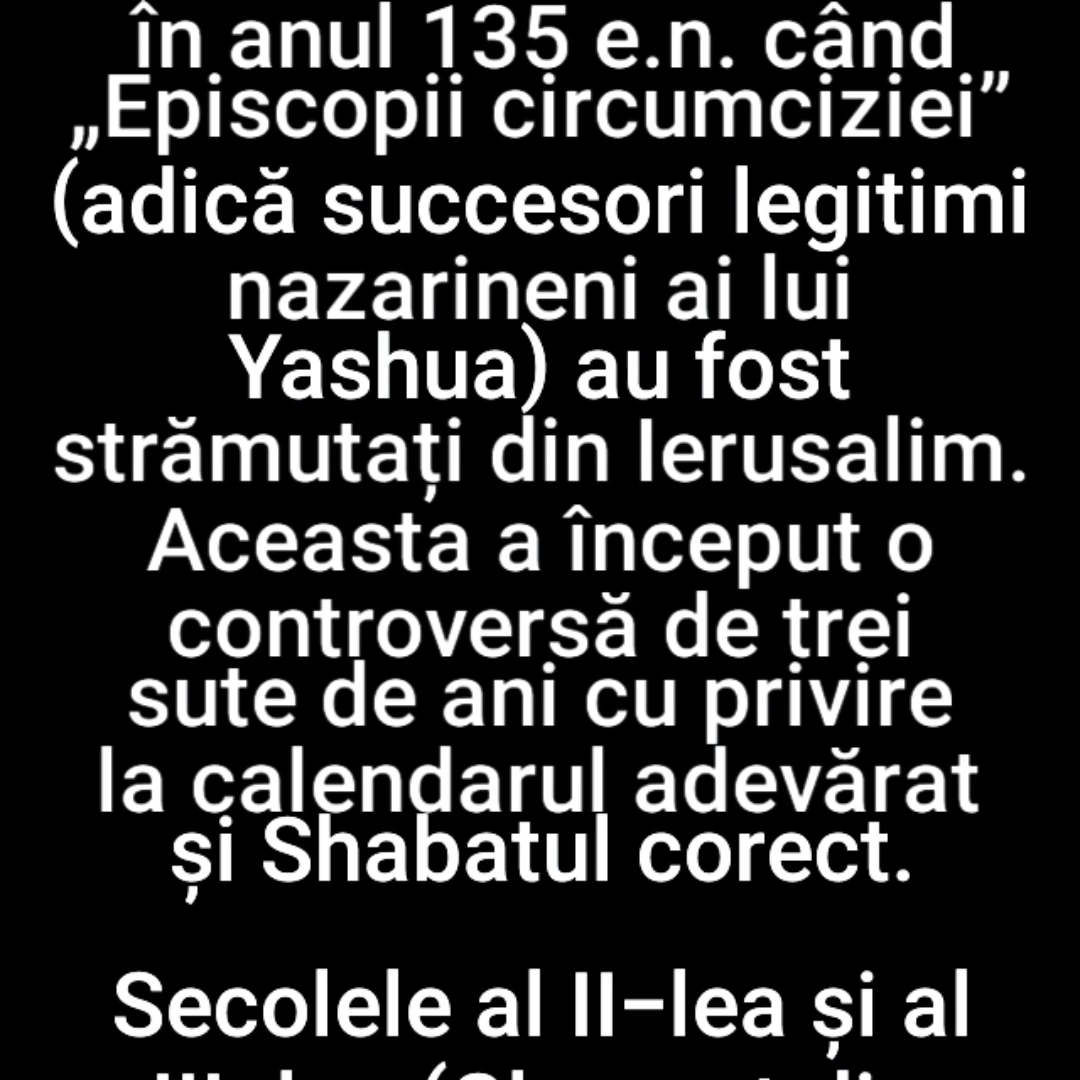 în anul 135 e.n. când
„Episcopii circumciziei”
(adică succesori legitimi
nazarineni ai lui
Yashua) au fost
strămutați din Ierusalim.
Aceasta a început o
controversă de trei
sute de ani cu privire
la calendarul adevărat
și Shabatul corect.
Secolele al II–lea și al